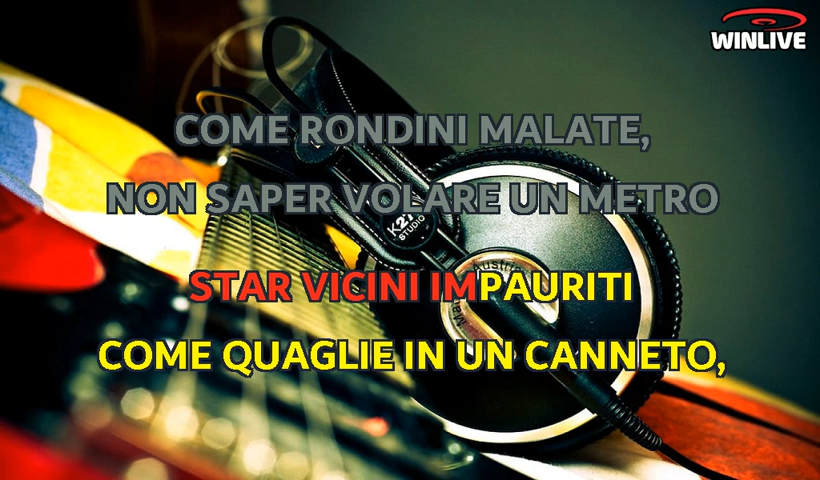 WINLIVE
COME RONDINI MALATE,
NON SAPER VOLARE UN METRO
K27
STUDIO
Austria
STAR VICINI IMPAURITI
COME QUAGLIE IN UN CANNETO,